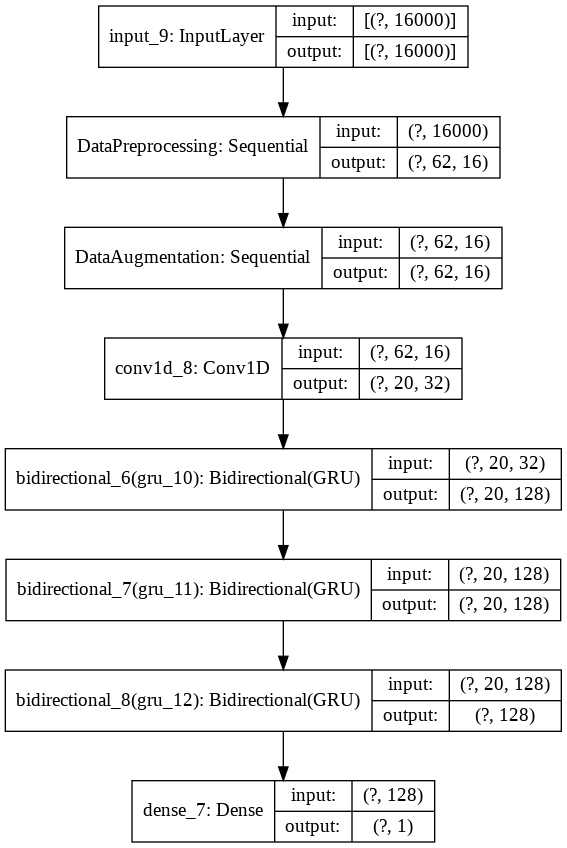 input_9: InputLayer
input: [(?, 16000)]
output: [(?, 16000)]
DataPreprocessing: Sequential
input: (?, 16000)
output: (?, 62, 16)
DataAugmentation: Sequential
input: (?, 62, 16)
output: (?, 62, 16)
conv1d_8: Conv1D
input: (?, 62, 16)
output: (?, 20, 32)
bidirectional_6(gru_10): Bidirectional(GRU)
input: (?, 20, 32)
output: (?, 20, 128)
bidirectional_7(gru_11): Bidirectional(GRU)
input: (?, 20, 128)
output: (?, 20, 128)
bidirectional_8(gru_12): Bidirectional(GRU)
input: (?, 20, 128)
output: (?, 128)
dense_7: Dense
input: (?, 128)
output: (?, 1)